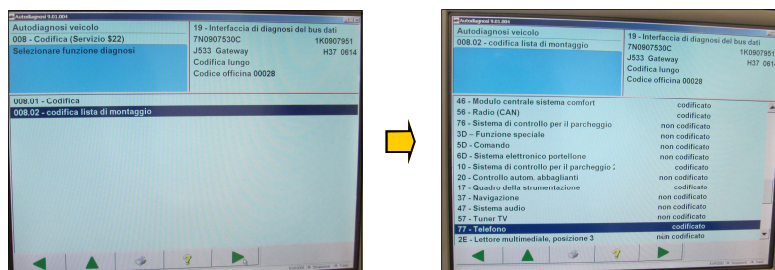 Autodiagnosi 9.01.004
Autodiagnosi veicolo
008 - Codifica (Servizio $22)
Selezionare funzione diagnosi
19 - Interfaccia di diagnosi del bus dati
7N0907530C 1K0907951
J533 Gateway H37 0614
Codifica lungo
Codice officina 00028
008.01 - Codifica
008.02 - codifica lista di montaggio
Autodiagnosi 9.01.004
Autodiagnosi veicolo
008.02 - codifica lista di montaggio
19 - Interfaccia di diagnosi del bus dati
7N0907530C 1K0907951
J533 Gateway H37 0614
Codifica lungo
Codice officina 00028
46 - Modulo centrale sistema comfort codificato
56 - Radio (CAN) codificato
76 - Sistema di controllo per il parcheggio non codificato
3D – Funzione speciale non codificato
5D - Comando non codificato
6D - Sistema elettronico portellone non codificato
10 - Sistema di controllo per il parcheggio 2 non codificato
20 - Controllo autom. abbaglianti non codificato
17 - Quadro della strumentazione codificato
37 - Navigazione non codificato
47 - Sistema audio non codificato
57 - Tuner TV non codificato
77 - Telefono codificato
2E - Lettore multimediale, posizione 3 non codificato